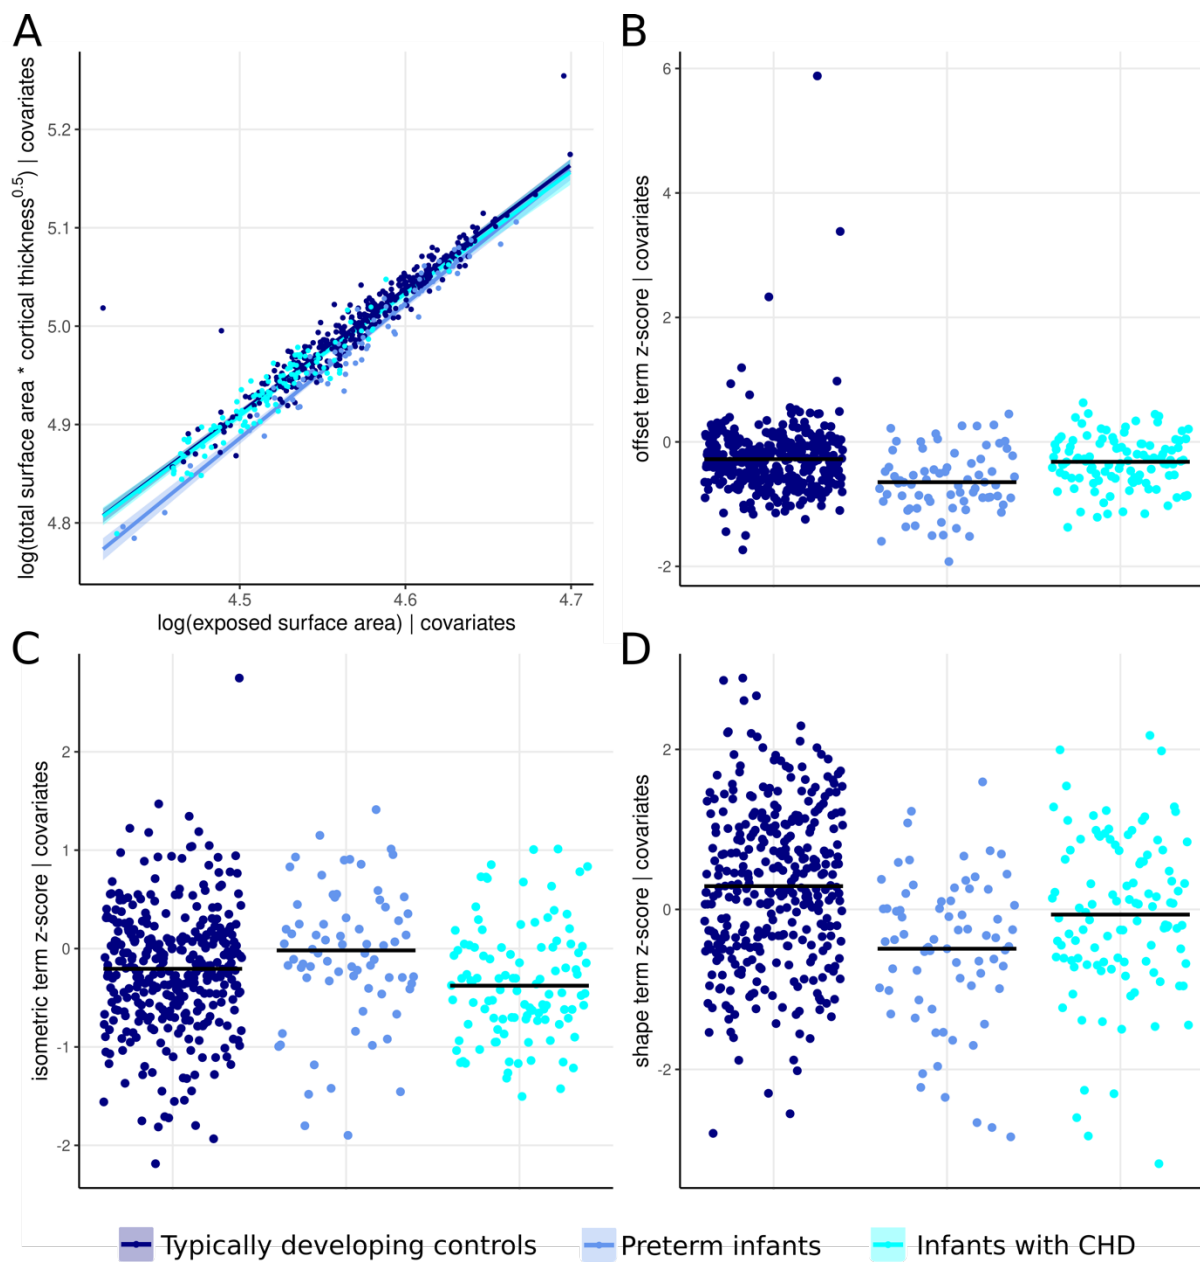 A
log(total surface area * cortical thickness^0.5) | covariates
5.2
5.1
5.0
4.9
4.8
4.5
4.6
4.7
log(exposed surface area) | covariates
B
offset term z-score | covariates
6
4
2
0
-2
C
isometric term z-score | covariates
2
1
0
-1
-2
D
shape term z-score | covariates
2
0
-2
Typically developing controls
Preterm infants
Infants with CHD